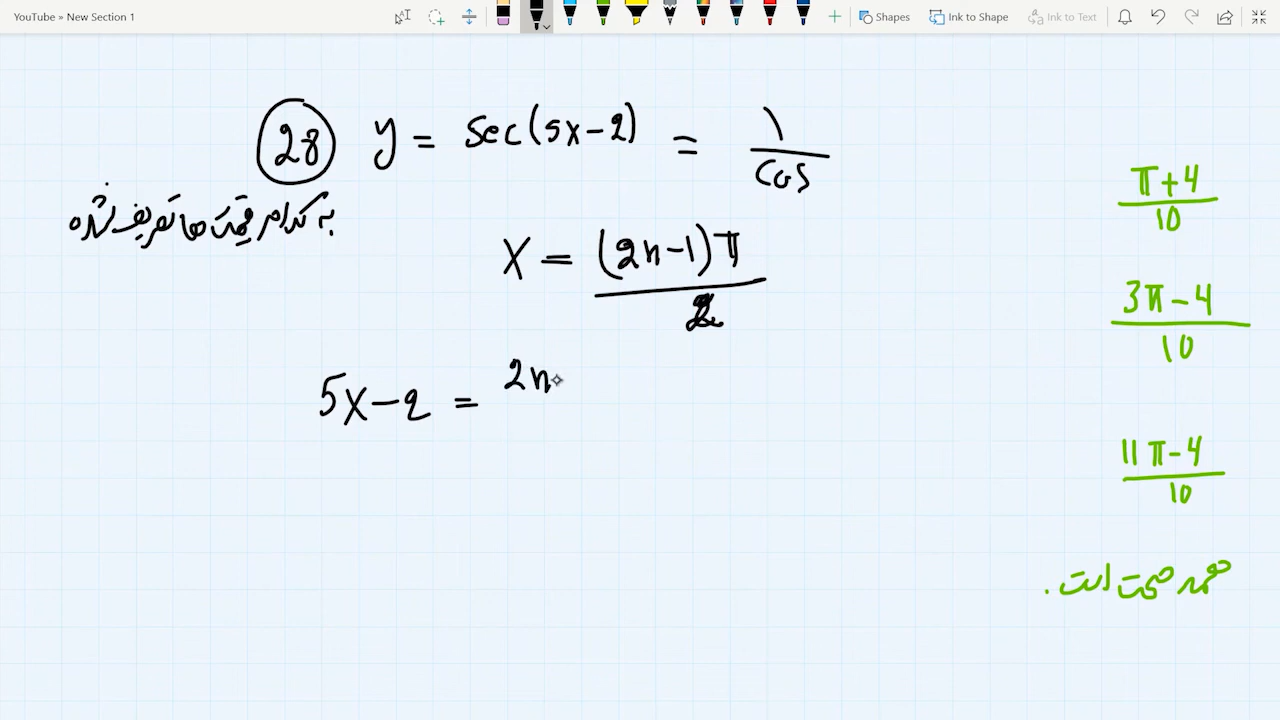 YouTube » New Section 1
Shapes
Ink to Shape
Ink to Text
28 y = sec(5x-2) = 1/cos
به کدام قیمت ها تعریف نشده
x = (2n-1)π/2
5x-2 = 2n
π+4/10
3π-4/10
11π-4/10
همه صحت است.